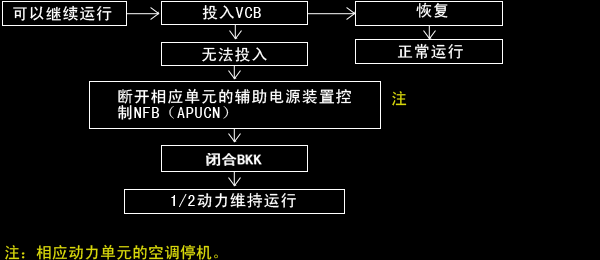 可以继续运行
投入VCB
恢复
无法投入
正常运行
断开相应单元的辅助电源装置控
制NFB（APUCN）
注
闭合BKK
1/2动力维持运行
注：相应动力单元的空调停机。